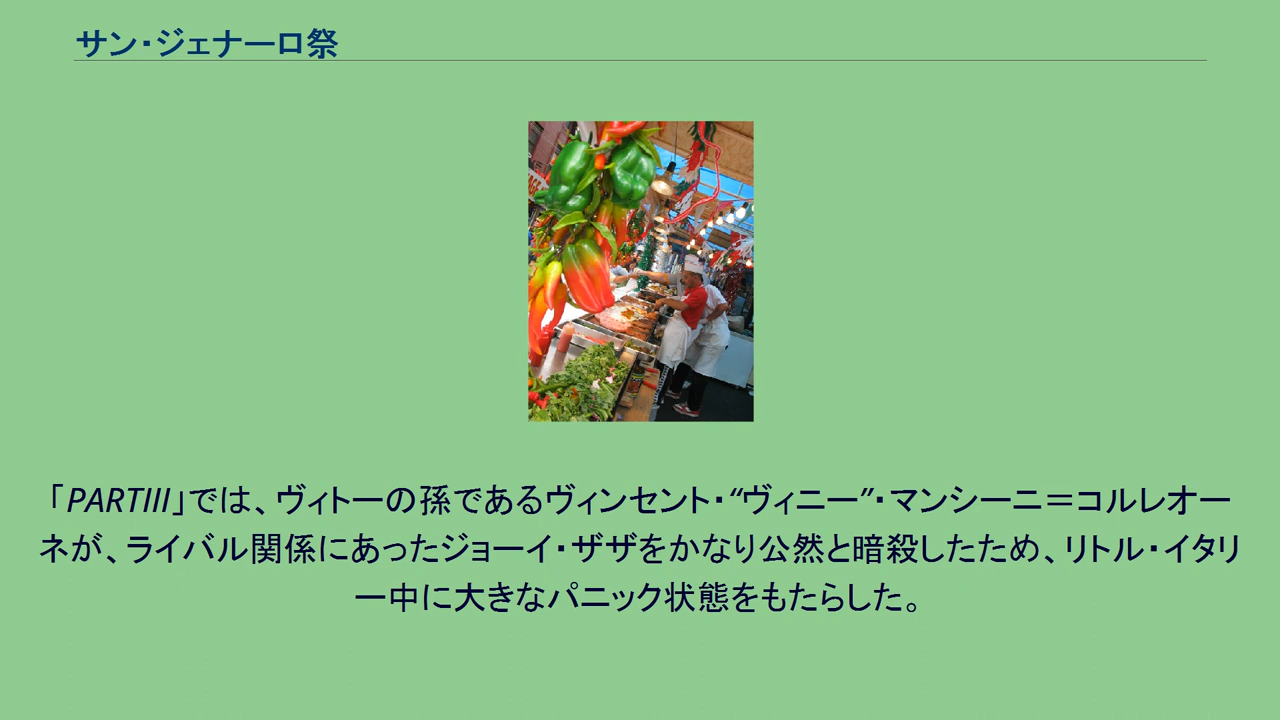 サン・ジェナーロ祭
「PARTIII」では、ヴィトーの孫であるヴィンセント・“ヴィニー”・マンシーニ＝コルレオー
ネが、ライバル関係にあったジョーイ・ザザをかなり公然と暗殺したため、リトル・イタリ
ー中に大きなパニック状態をもたらした。